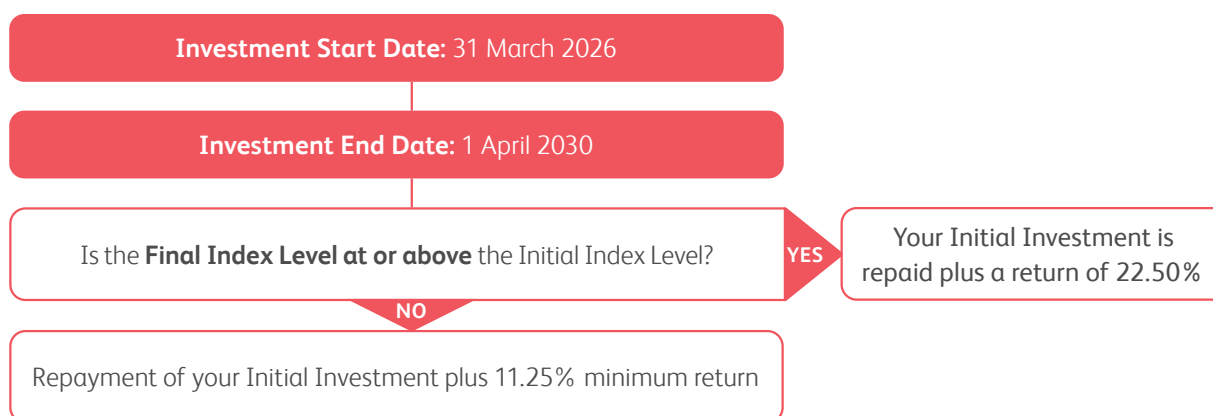 Investment Start Date: 31 March 2026
Investment End Date: 1 April 2030
Is the Final Index Level at or above the Initial Index Level?
YES
Your Initial Investment is
repaid plus a return of 22.50%
NO
Repayment of your Initial Investment plus 11.25% minimum return